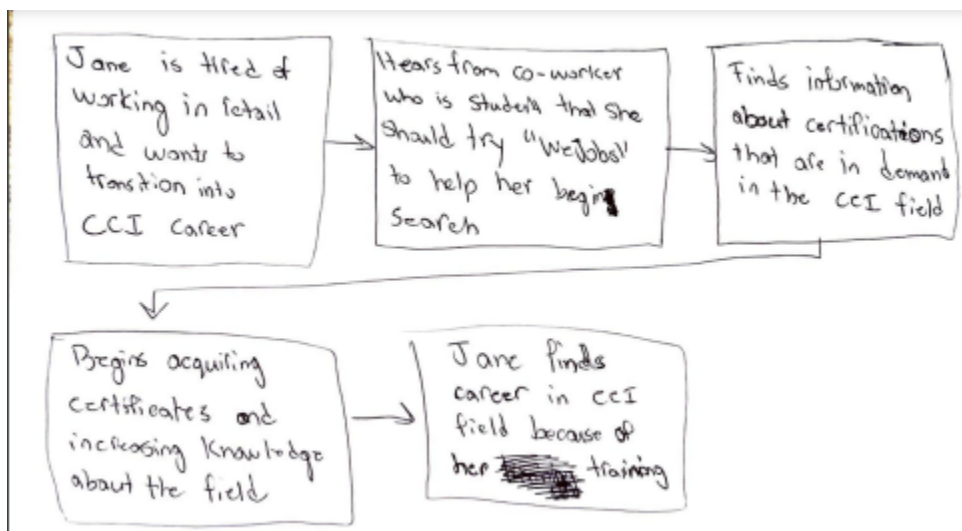 Jane is tired of
working in retail
and wants to
transition into
CCI career
Hears from co-worker
who is student that she
should try "WeJobs"
to help her begin
search
Finds information
about certifications
that are in demand
in the CCI field
Begins acquiring
certificates and
increasing knowledge
about the field
Jane finds
career in CCI
field because of
her training